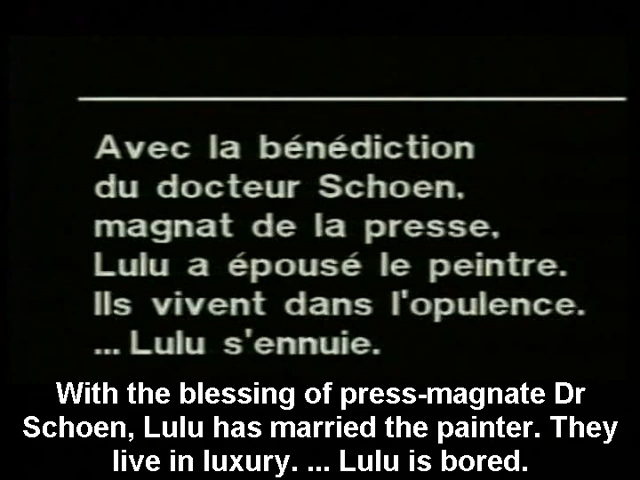 Avec la bénédiction
du docteur Schoen,
magnat de la presse,
Lulu a épousé le peintre.
Ils vivent dans l'opulence.
... Lulu s'ennuie.
With the blessing of press-magnate Dr
Schoen, Lulu has married the painter. They
live in luxury. ... Lulu is bored.